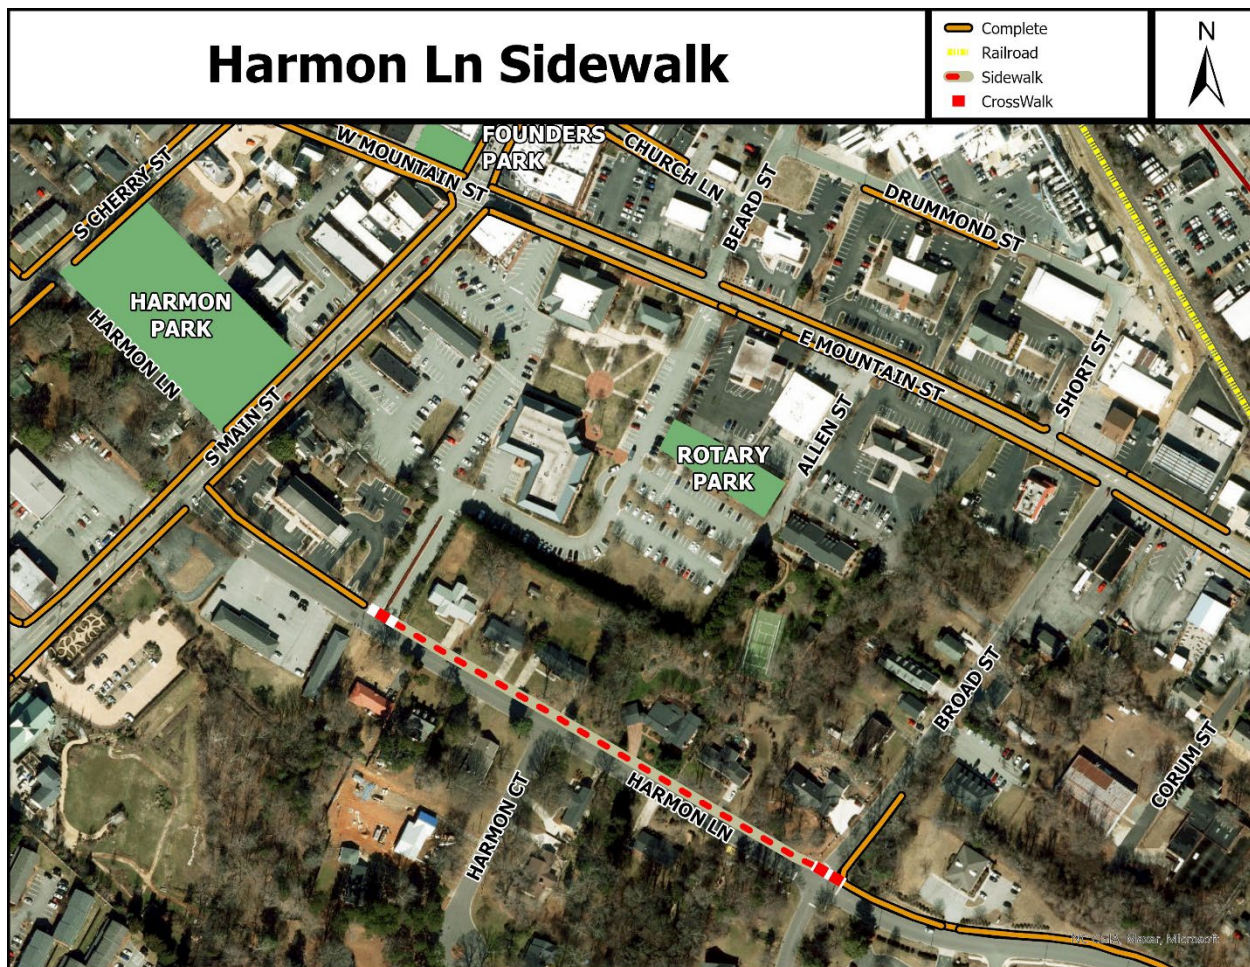 Harmon Ln Sidewalk
Complete
Railroad
Sidewalk
CrossWalk
N
FOUNDERS
PARK
W MOUNTAIN ST
CHURCH LN
S CHERRY ST
BEARD ST
DRUMMOND ST
HARMON
PARK
HARMON LN
S MAIN ST
E MOUNTAIN ST
SHORT ST
ROTARY
PARK
ALLEN ST
BROAD ST
CORUM ST
HARMON CT
HARMON LN
Maxar, Microsoft